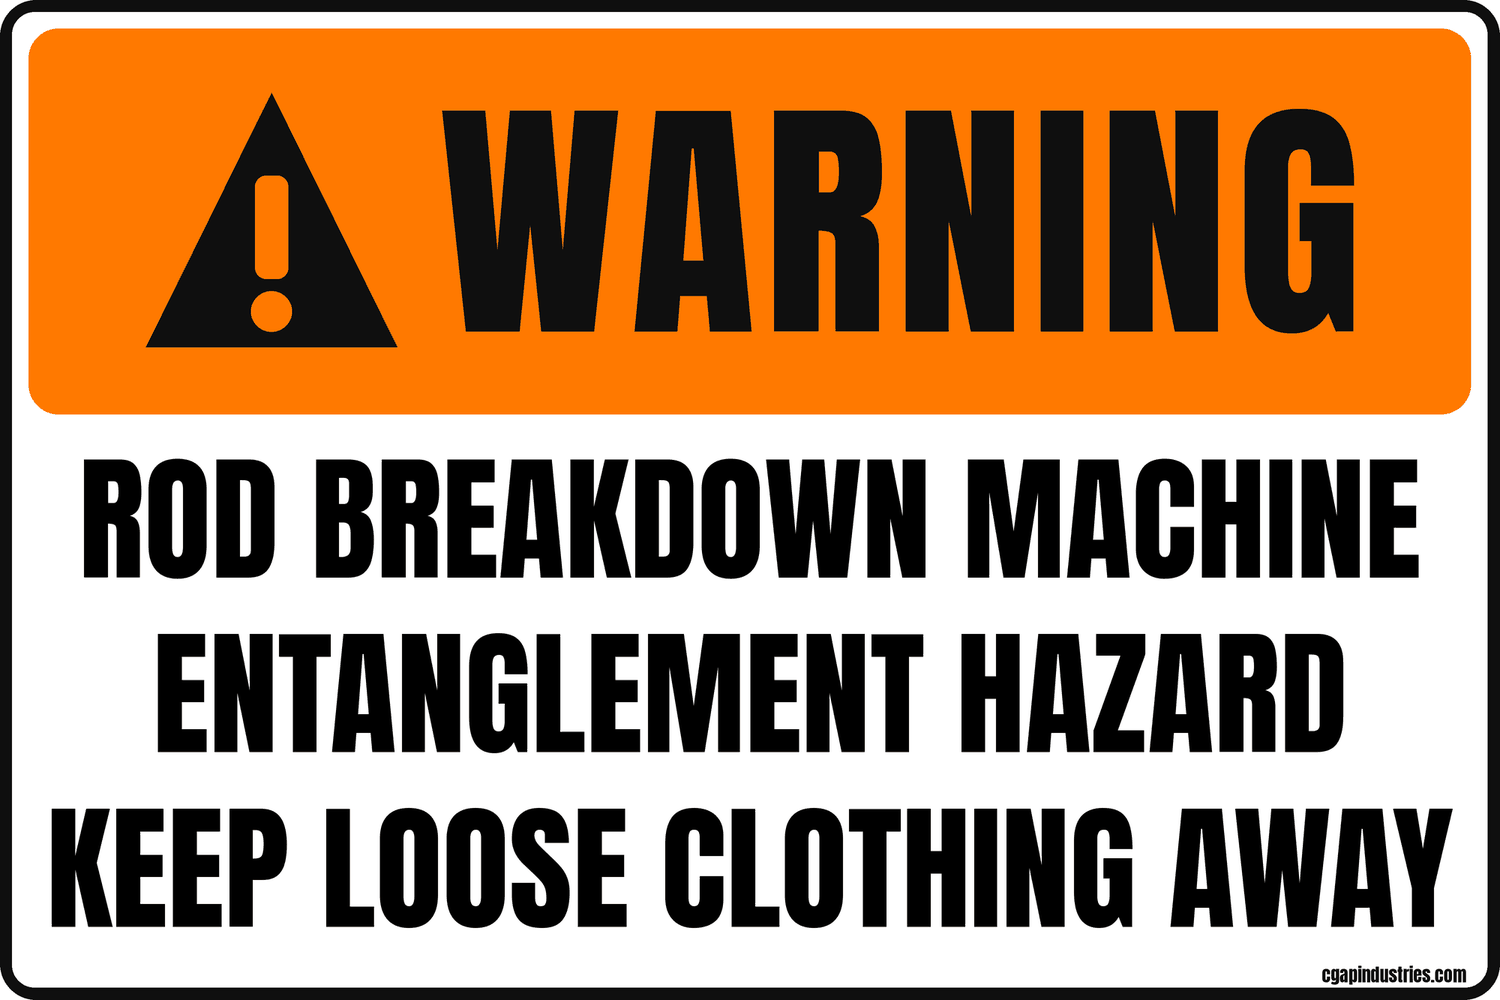 WARNING
ROD BREAKDOWN MACHINE
ENTANGLEMENT HAZARD
KEEP LOOSE CLOTHING AWAY
cgapindustries.com